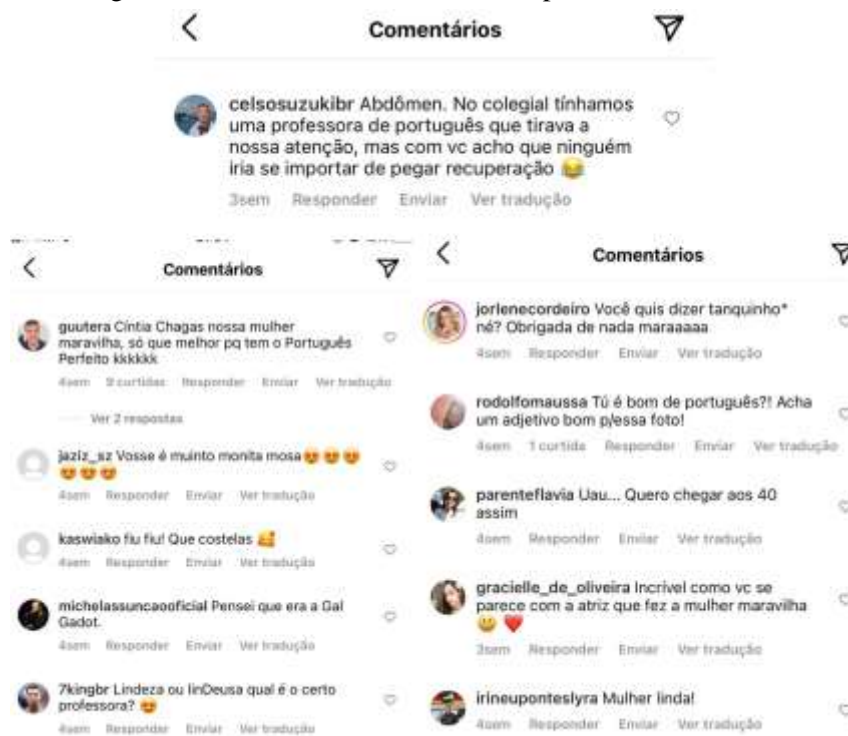 Comentários
celsosuzukibr Abdômen. No colegial tínhamos
uma professora de português que tirava a
nossa atenção, mas com vc acho que ninguém
iria se importar de pegar recuperação 😂
3sem Responder Enviar Ver tradução
Comentários
guutera Cíntia Chagas nossa mulher
maravilha, só que melhor pq tem o Português
Perfeito kkkkkk
4sem 9 curtidas Responder Enviar Ver tradução
Ver 2 respostas
jaziz_sz Vosse é muinto monita mosa😍😍😍
😍😍😍
4sem Responder Enviar Ver tradução
kaswiako fiu fiu! Que costelas 🥰
4sem Responder Enviar Ver tradução
michelassuncaooficial Pensei que era a Gal
Gadot.
4sem Responder Enviar Ver tradução
7kingbr Lindeza ou linDeusa qual é o certo
professora? 😍
4sem Responder Enviar Ver tradução
Comentários
jorlenecordeiro Você quis dizer tanquinho*
né? Obrigada de nada maraaaaa
4sem Responder Enviar Ver tradução
rodolfomaussa Tú é bom de português?! Acha
um adjetivo bom p/essa foto!
4sem 1 curtida Responder Enviar Ver tradução
parenteflavia Uau... Quero chegar aos 40
assim
4sem Responder Enviar Ver tradução
gracielle_de_oliveira Incrível como vc se
parece com a atriz que fez a mulher maravilha
😃 ❤️
3sem Responder Enviar Ver tradução
irineuponteslyra Mulher linda!
4sem Responder Enviar Ver tradução